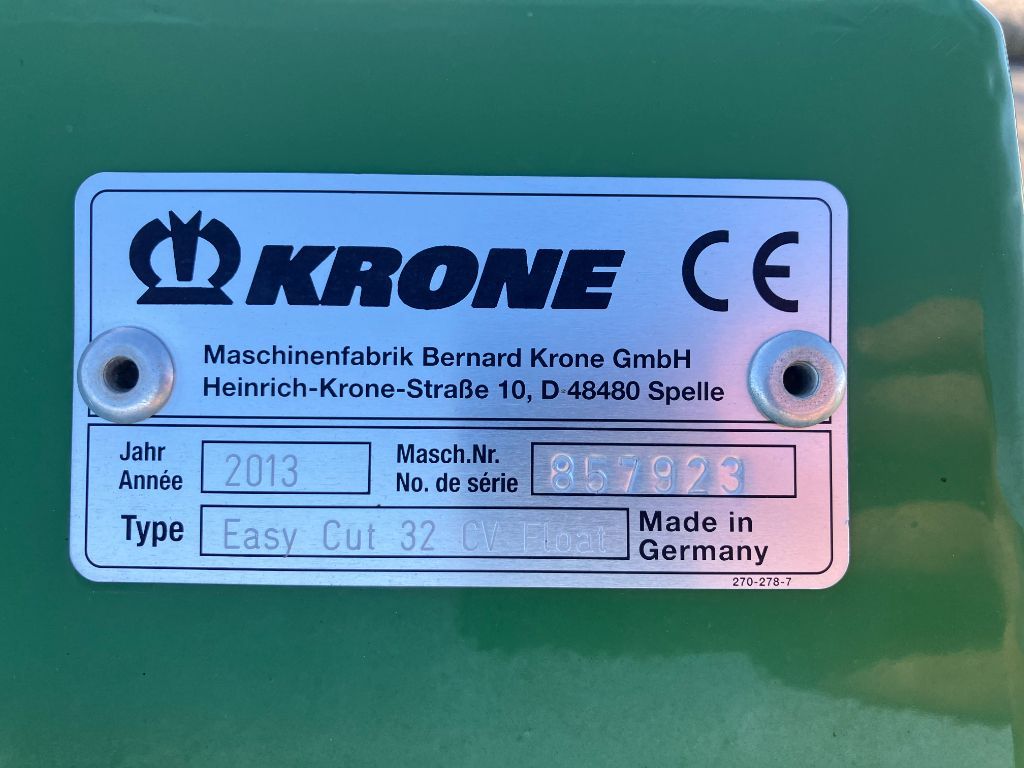 KRONE CE
Maschinenfabrik Bernard Krone GmbH
Heinrich-Krone-Straße 10, D-48480 Spelle
Jahr 2013 Masch.Nr. 857923
Année No. de série
Type Easy Cut 32 CV Float Made in
Germany
270-278-7